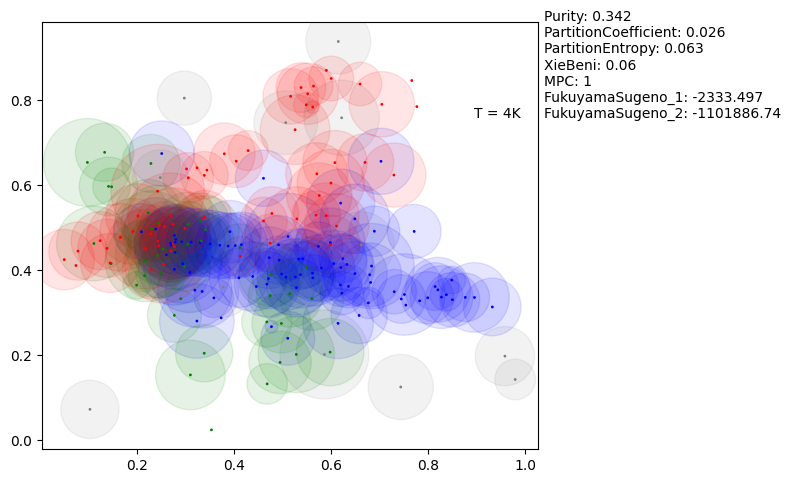 Purity: 0.342
PartitionCoefficient: 0.026
PartitionEntropy: 0.063
XieBeni: 0.06
MPC: 1
FukuyamaSugeno_1: -2333.497
FukuyamaSugeno_2: -1101886.74
T = 4K
0.8
0.6
0.4
0.2
0.0
0.2 0.4 0.6 0.8 1.0